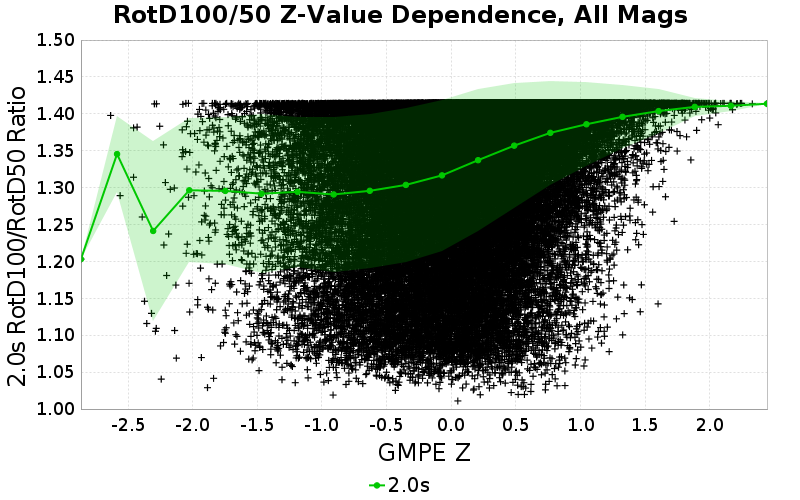 RotD100/50 Z-Value Dependence, All Mags
2.0s RotD100/RotD50 Ratio
1.50
1.45
1.40
1.35
1.30
1.25
1.20
1.15
1.10
1.05
1.00
-2.5 -2.0 -1.5 -1.0 -0.5 0.0 0.5 1.0 1.5 2.0
GMPE Z
2.0s